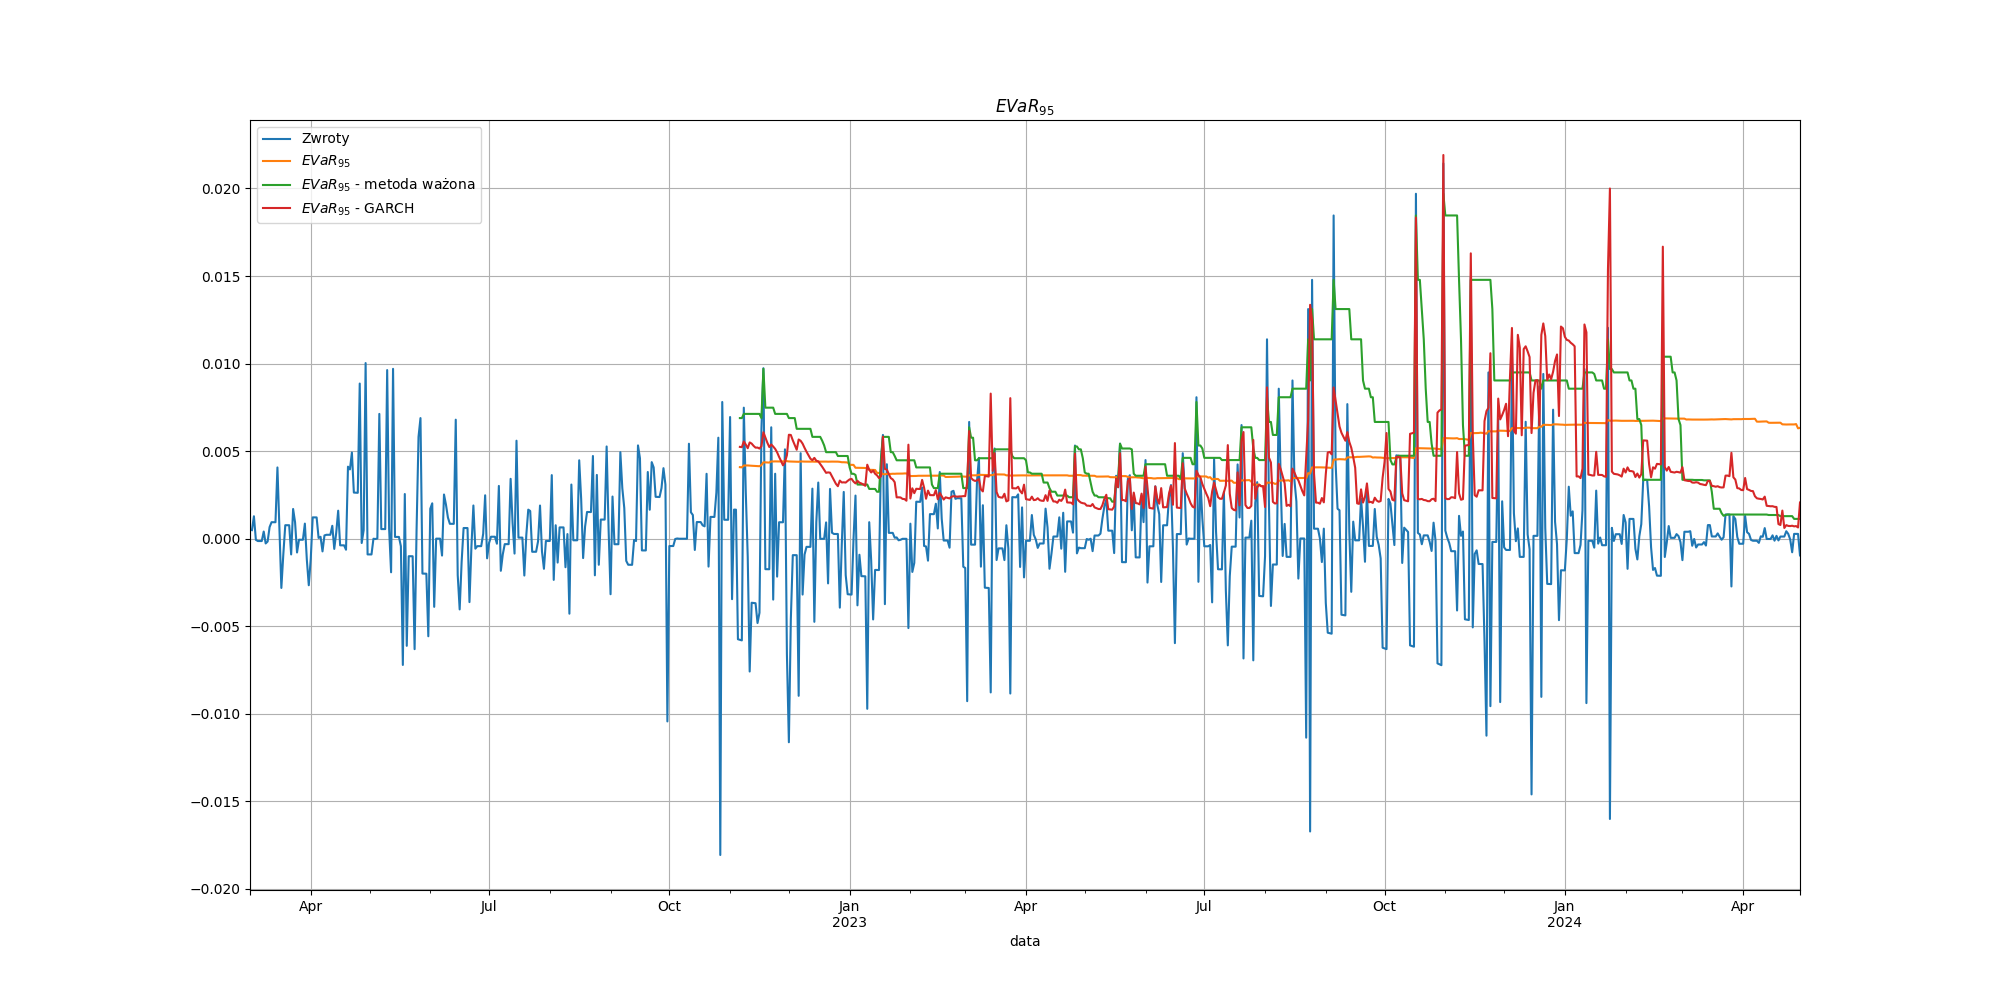 EVaR₉₅
Zwroty
EVaR₉₅
EVaR₉₅ - metoda ważona
EVaR₉₅ - GARCH
0.020
0.015
0.010
0.005
0.000
−0.005
−0.010
−0.015
−0.020
Apr Jul Oct Jan Apr Jul Oct Jan Apr
2023 2024
data